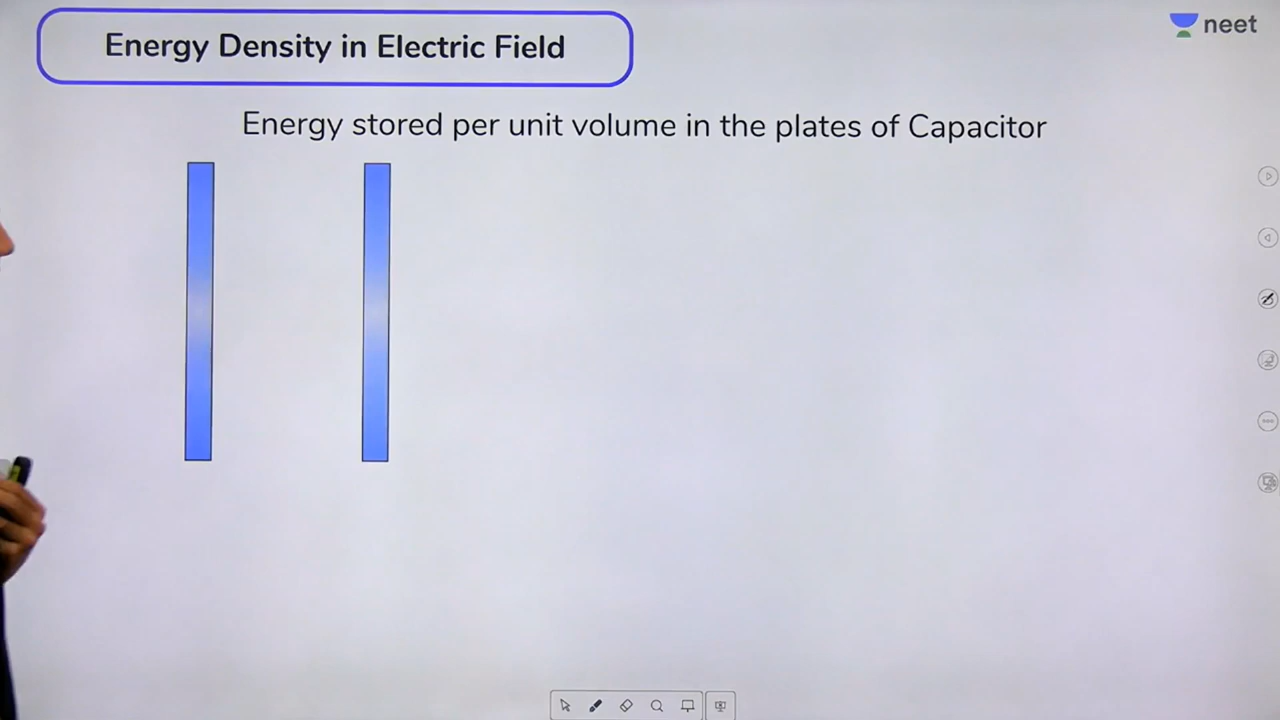 Energy Density in Electric Field
neet
Energy stored per unit volume in the plates of Capacitor